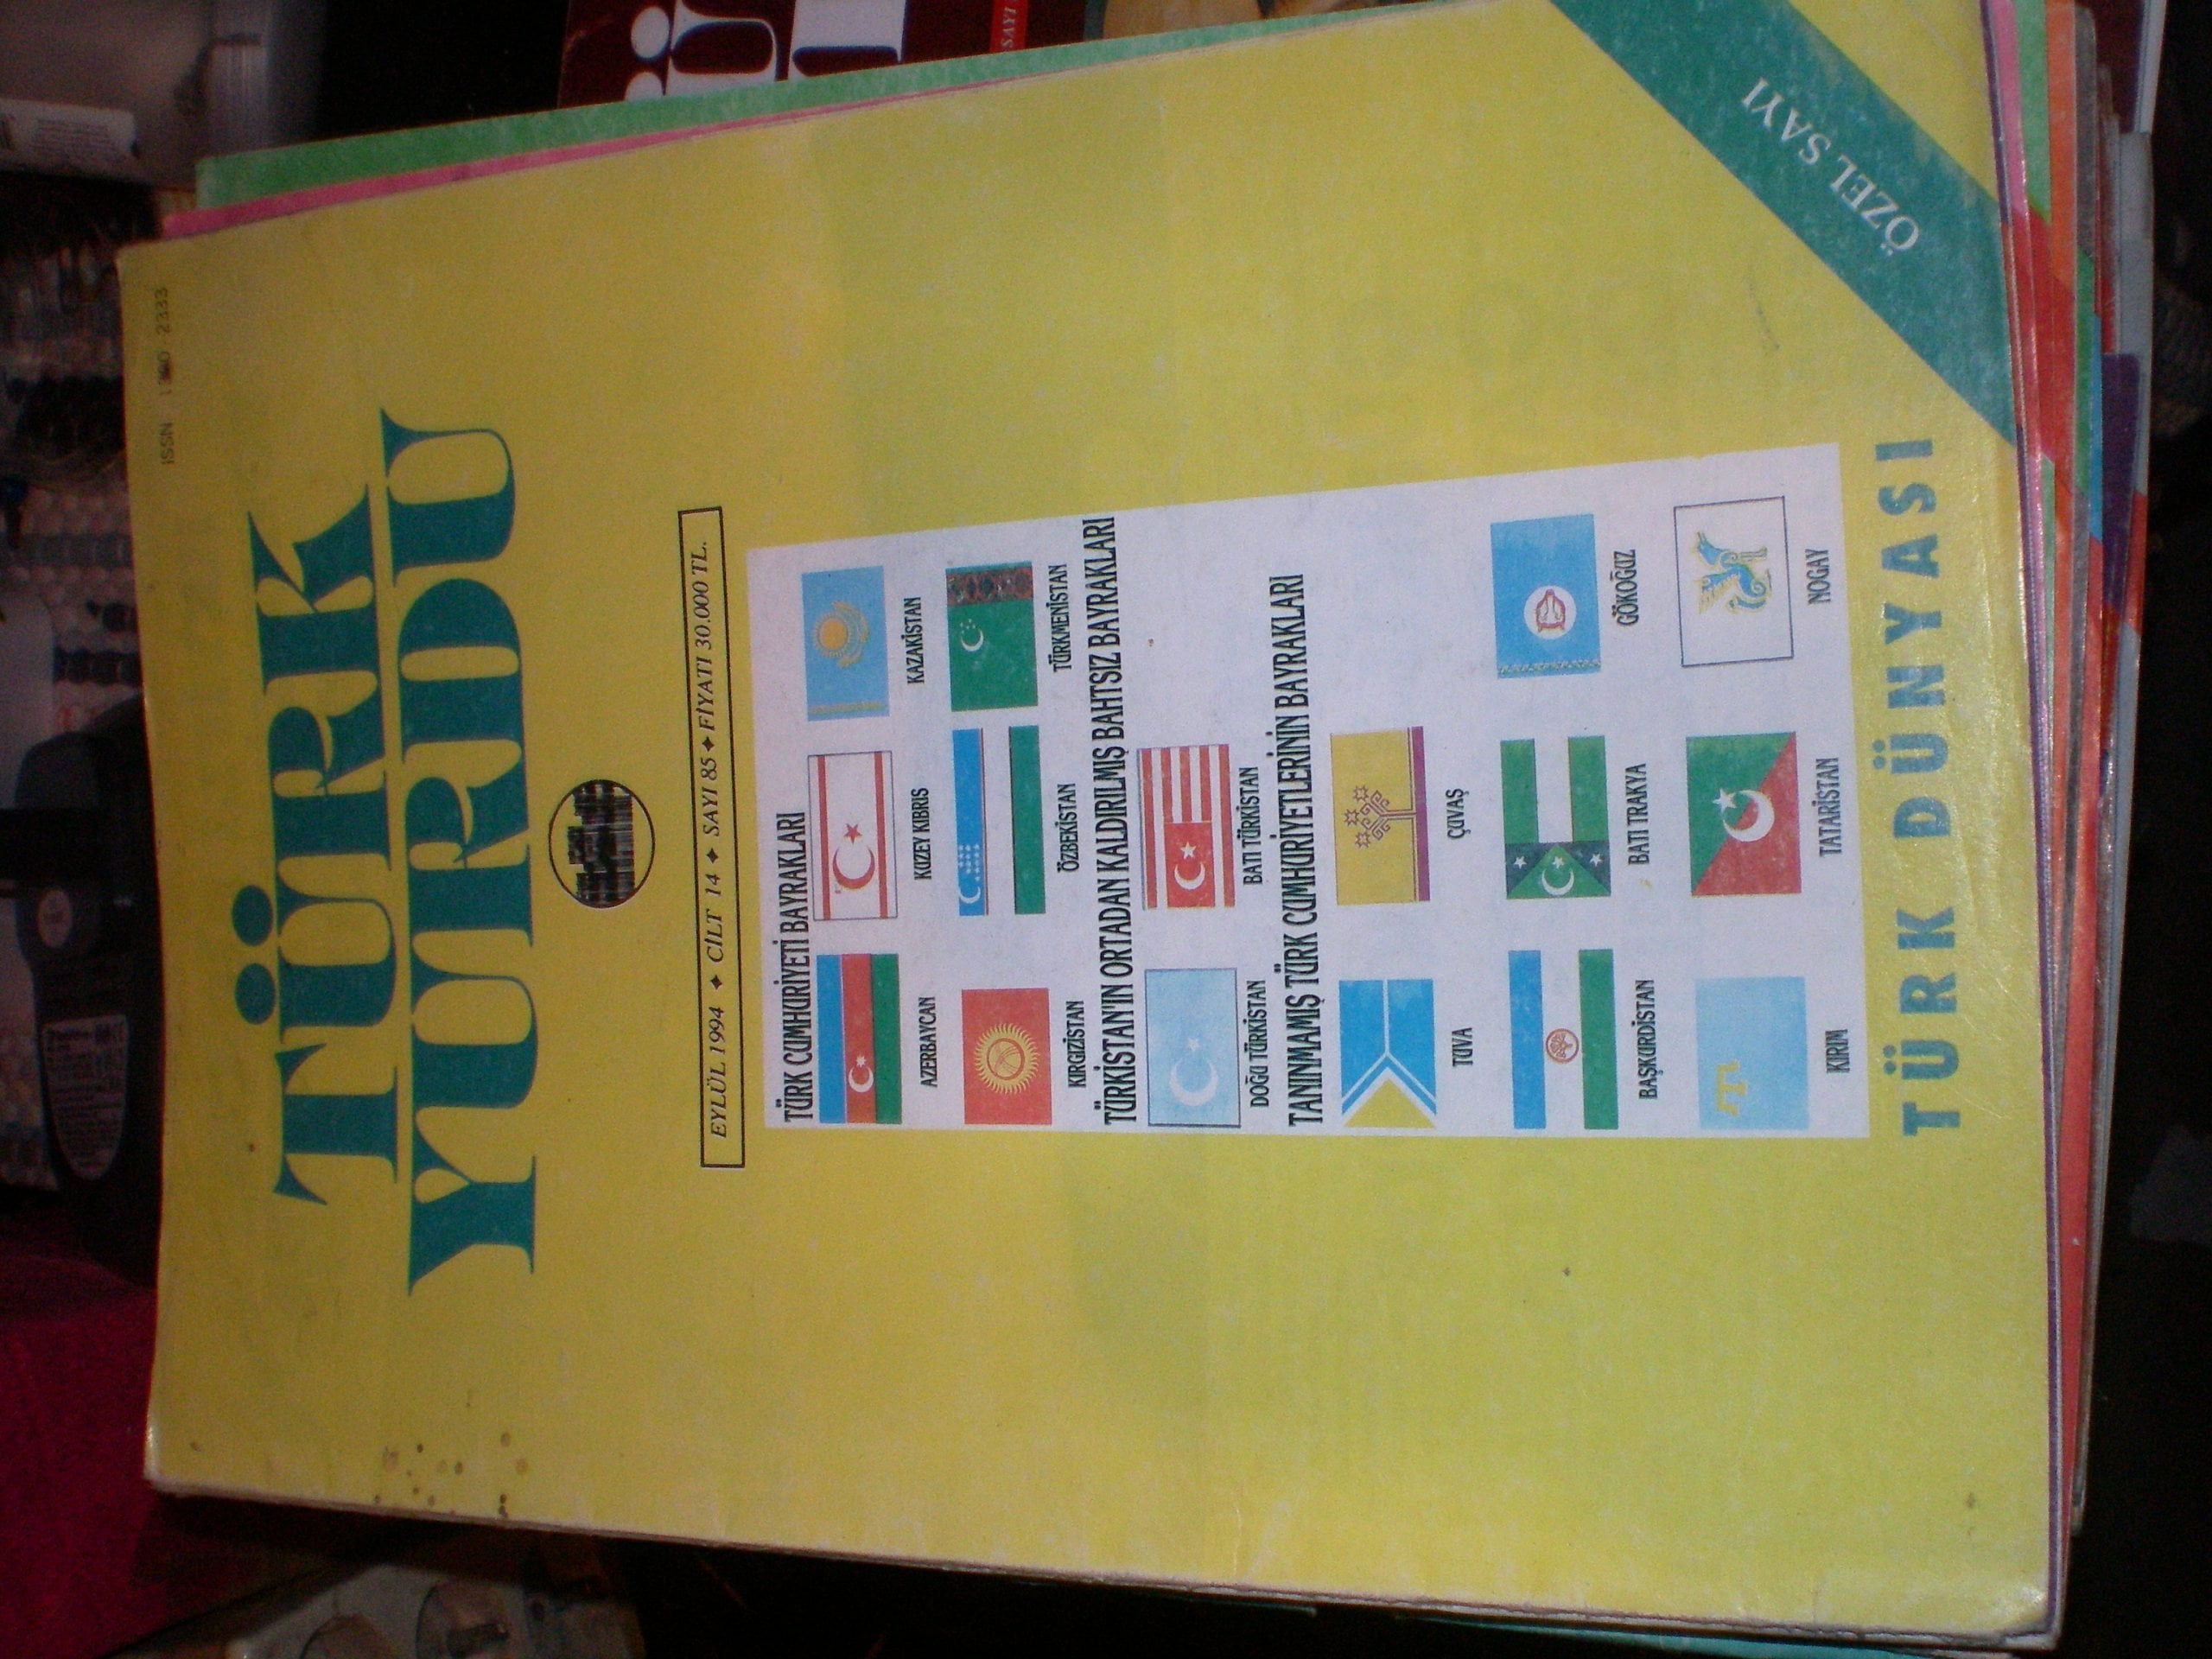 ISSN
2333
TÜRK
YURDU
EYLÜL 1994 ✦ CİLT 14 ✦ SAYI 85 ✦ FİYATI 30.000 TL.
TÜRK CUMHURİYETİ BAYRAKLARI
AZERBAYCAN KUZEY KIBRIS KAZAKİSTAN
KIRGIZİSTAN ÖZBEKİSTAN TÜRKMENİSTAN
TÜRKİSTAN'IN ORTADAN KALDIRILMIŞ BAHTSIZ BAYRAKLARI
DOĞU TÜRKİSTAN BATI TÜRKİSTAN
TANINMAMIŞ TÜRK CUMHURİYETLERİNİN BAYRAKLARI
TUVA ÇUVAŞ
BAŞKURDİSTAN BATI TRAKYA GÖKOĞUZ
KIRIM TATARİSTAN NOGAY
TÜRK DÜNYASI
ÖZEL SAYI
SAYI